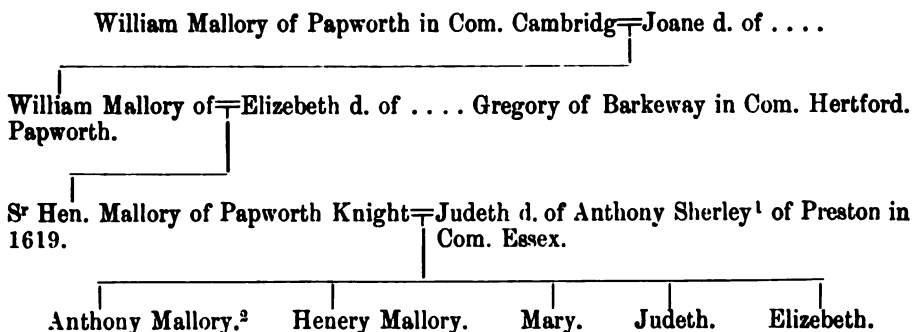 William Mallory of Papworth in Com. Cambridg=Joane d. of ....
William Mallory of=Elizebeth d. of .... Gregory of Barkeway in Com. Hertford.
Papworth.
Sʳ Hen. Mallory of Papworth Knight=Judeth d. of Anthony Sherley¹ of Preston in
1619. Com. Essex.
Anthony Mallory.² Henery Mallory. Mary. Judeth. Elizebeth.